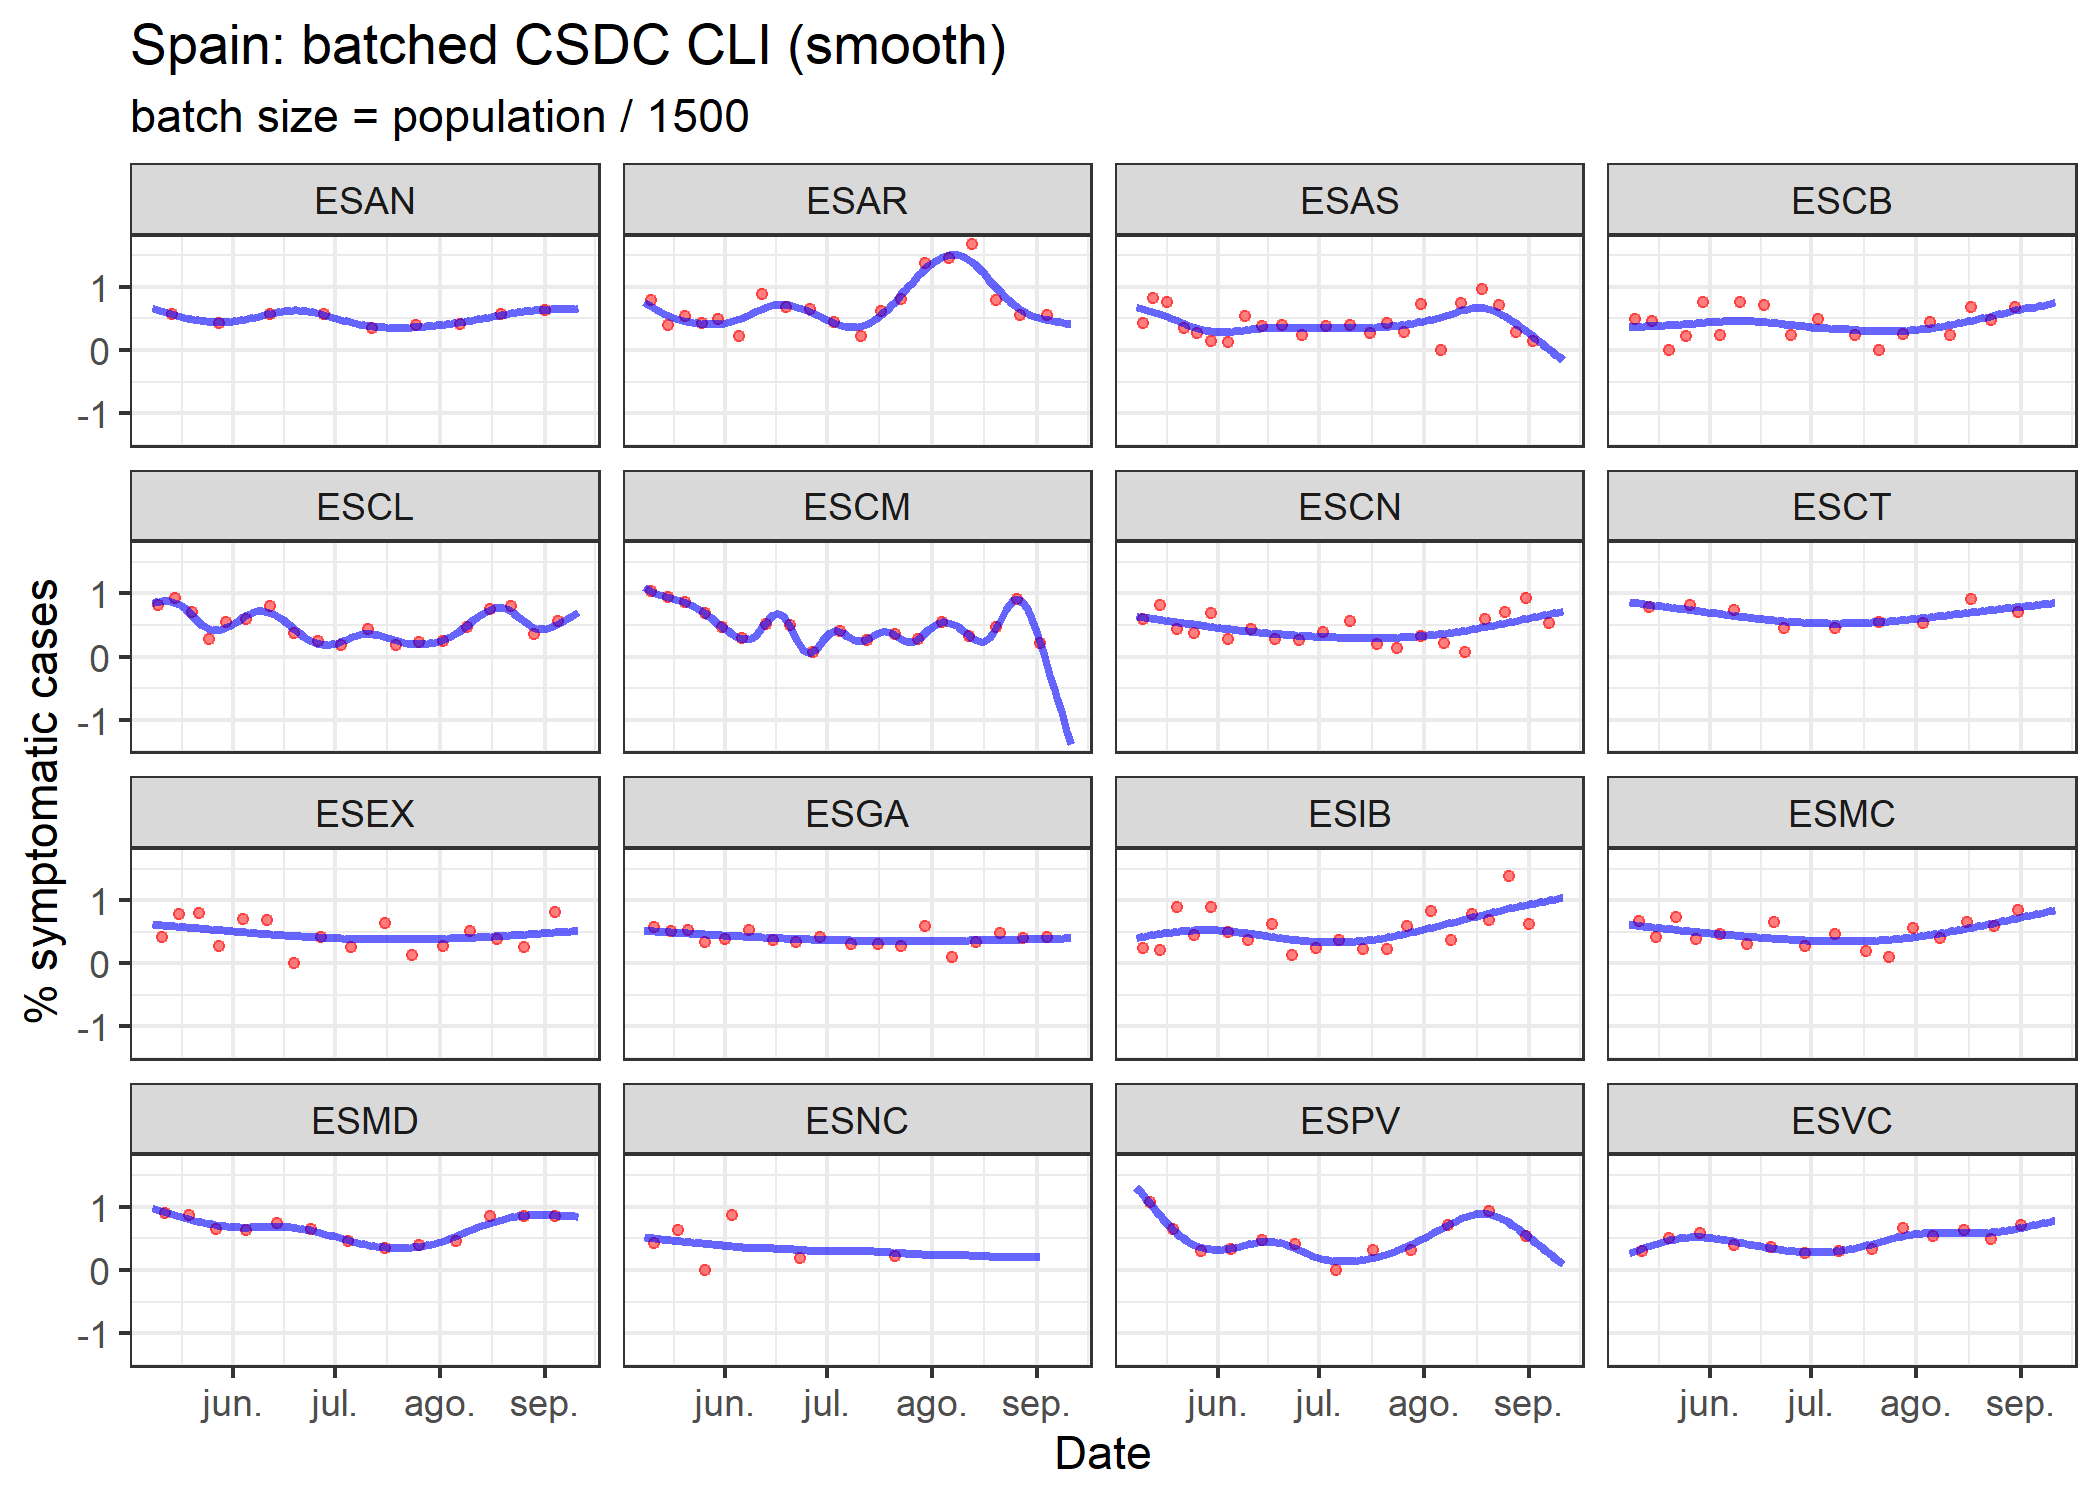 Spain: batched CSDC CLI (smooth)
batch size = population / 1500
ESAN ESAR ESAS ESCB
1
0
-1
ESCL ESCM ESCN ESCT
1
0
-1
% symptomatic cases
ESEX ESGA ESIB ESMC
1
0
-1
ESMD ESNC ESPV ESVC
1
0
-1
jun. jul. ago. sep. jun. jul. ago. sep. jun. jul. ago. sep. jun. jul. ago. sep.
Date